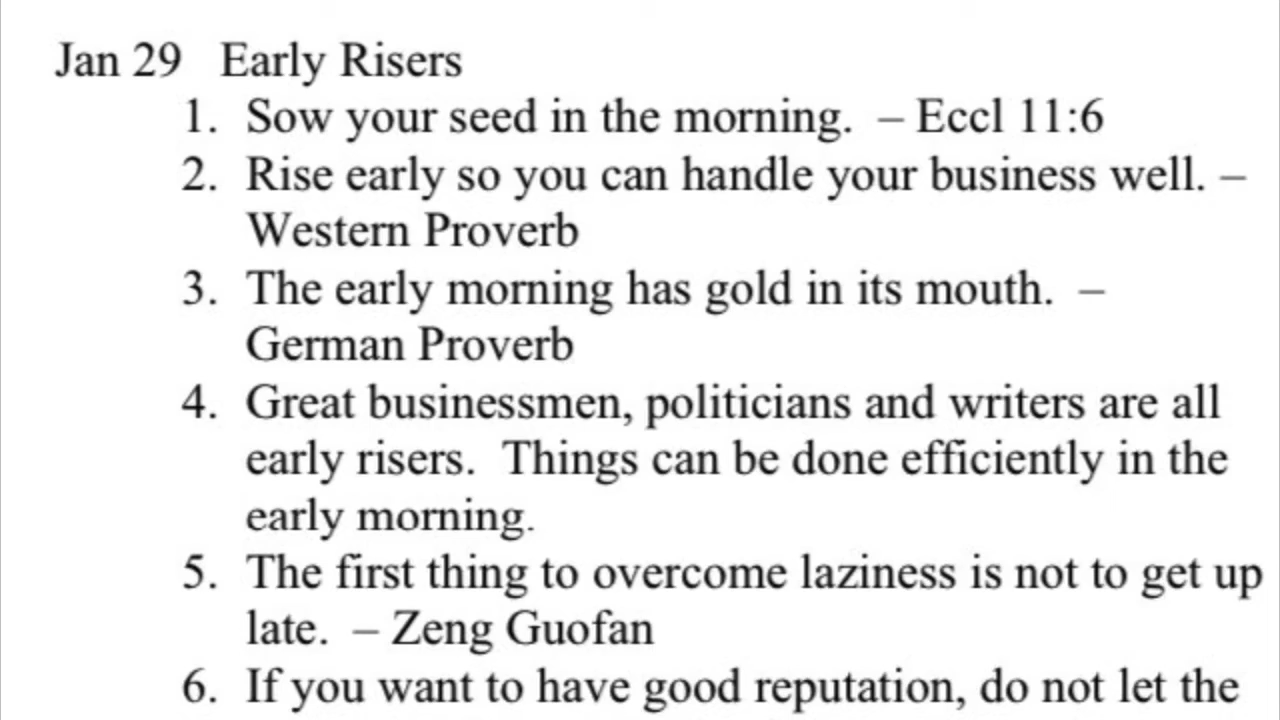 Jan 29 Early Risers
1. Sow your seed in the morning. – Eccl 11:6
2. Rise early so you can handle your business well. –
Western Proverb
3. The early morning has gold in its mouth. –
German Proverb
4. Great businessmen, politicians and writers are all
early risers. Things can be done efficiently in the
early morning.
5. The first thing to overcome laziness is not to get up
late. – Zeng Guofan
6. If you want to have good reputation, do not let the